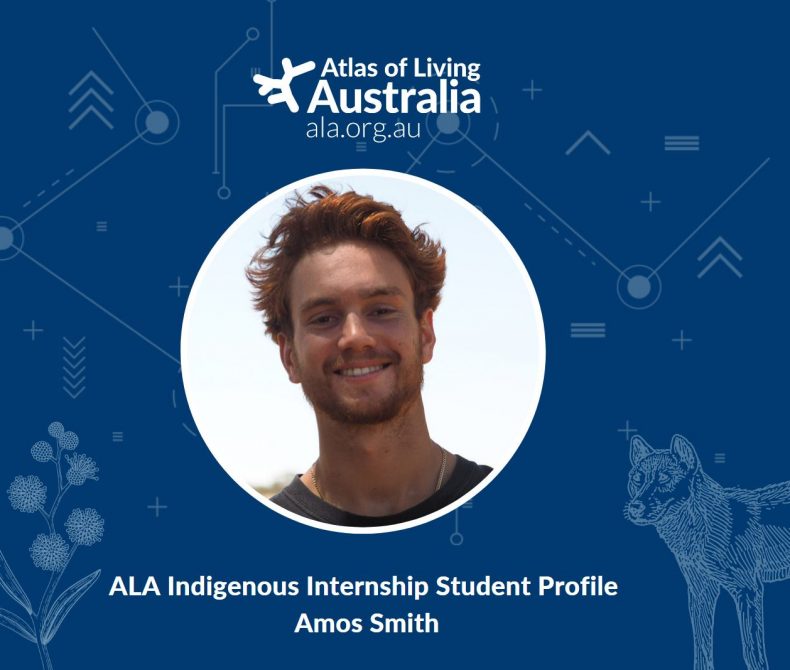 Atlas of Living
Australia
ala.org.au
ALA Indigenous Internship Student Profile
Amos Smith